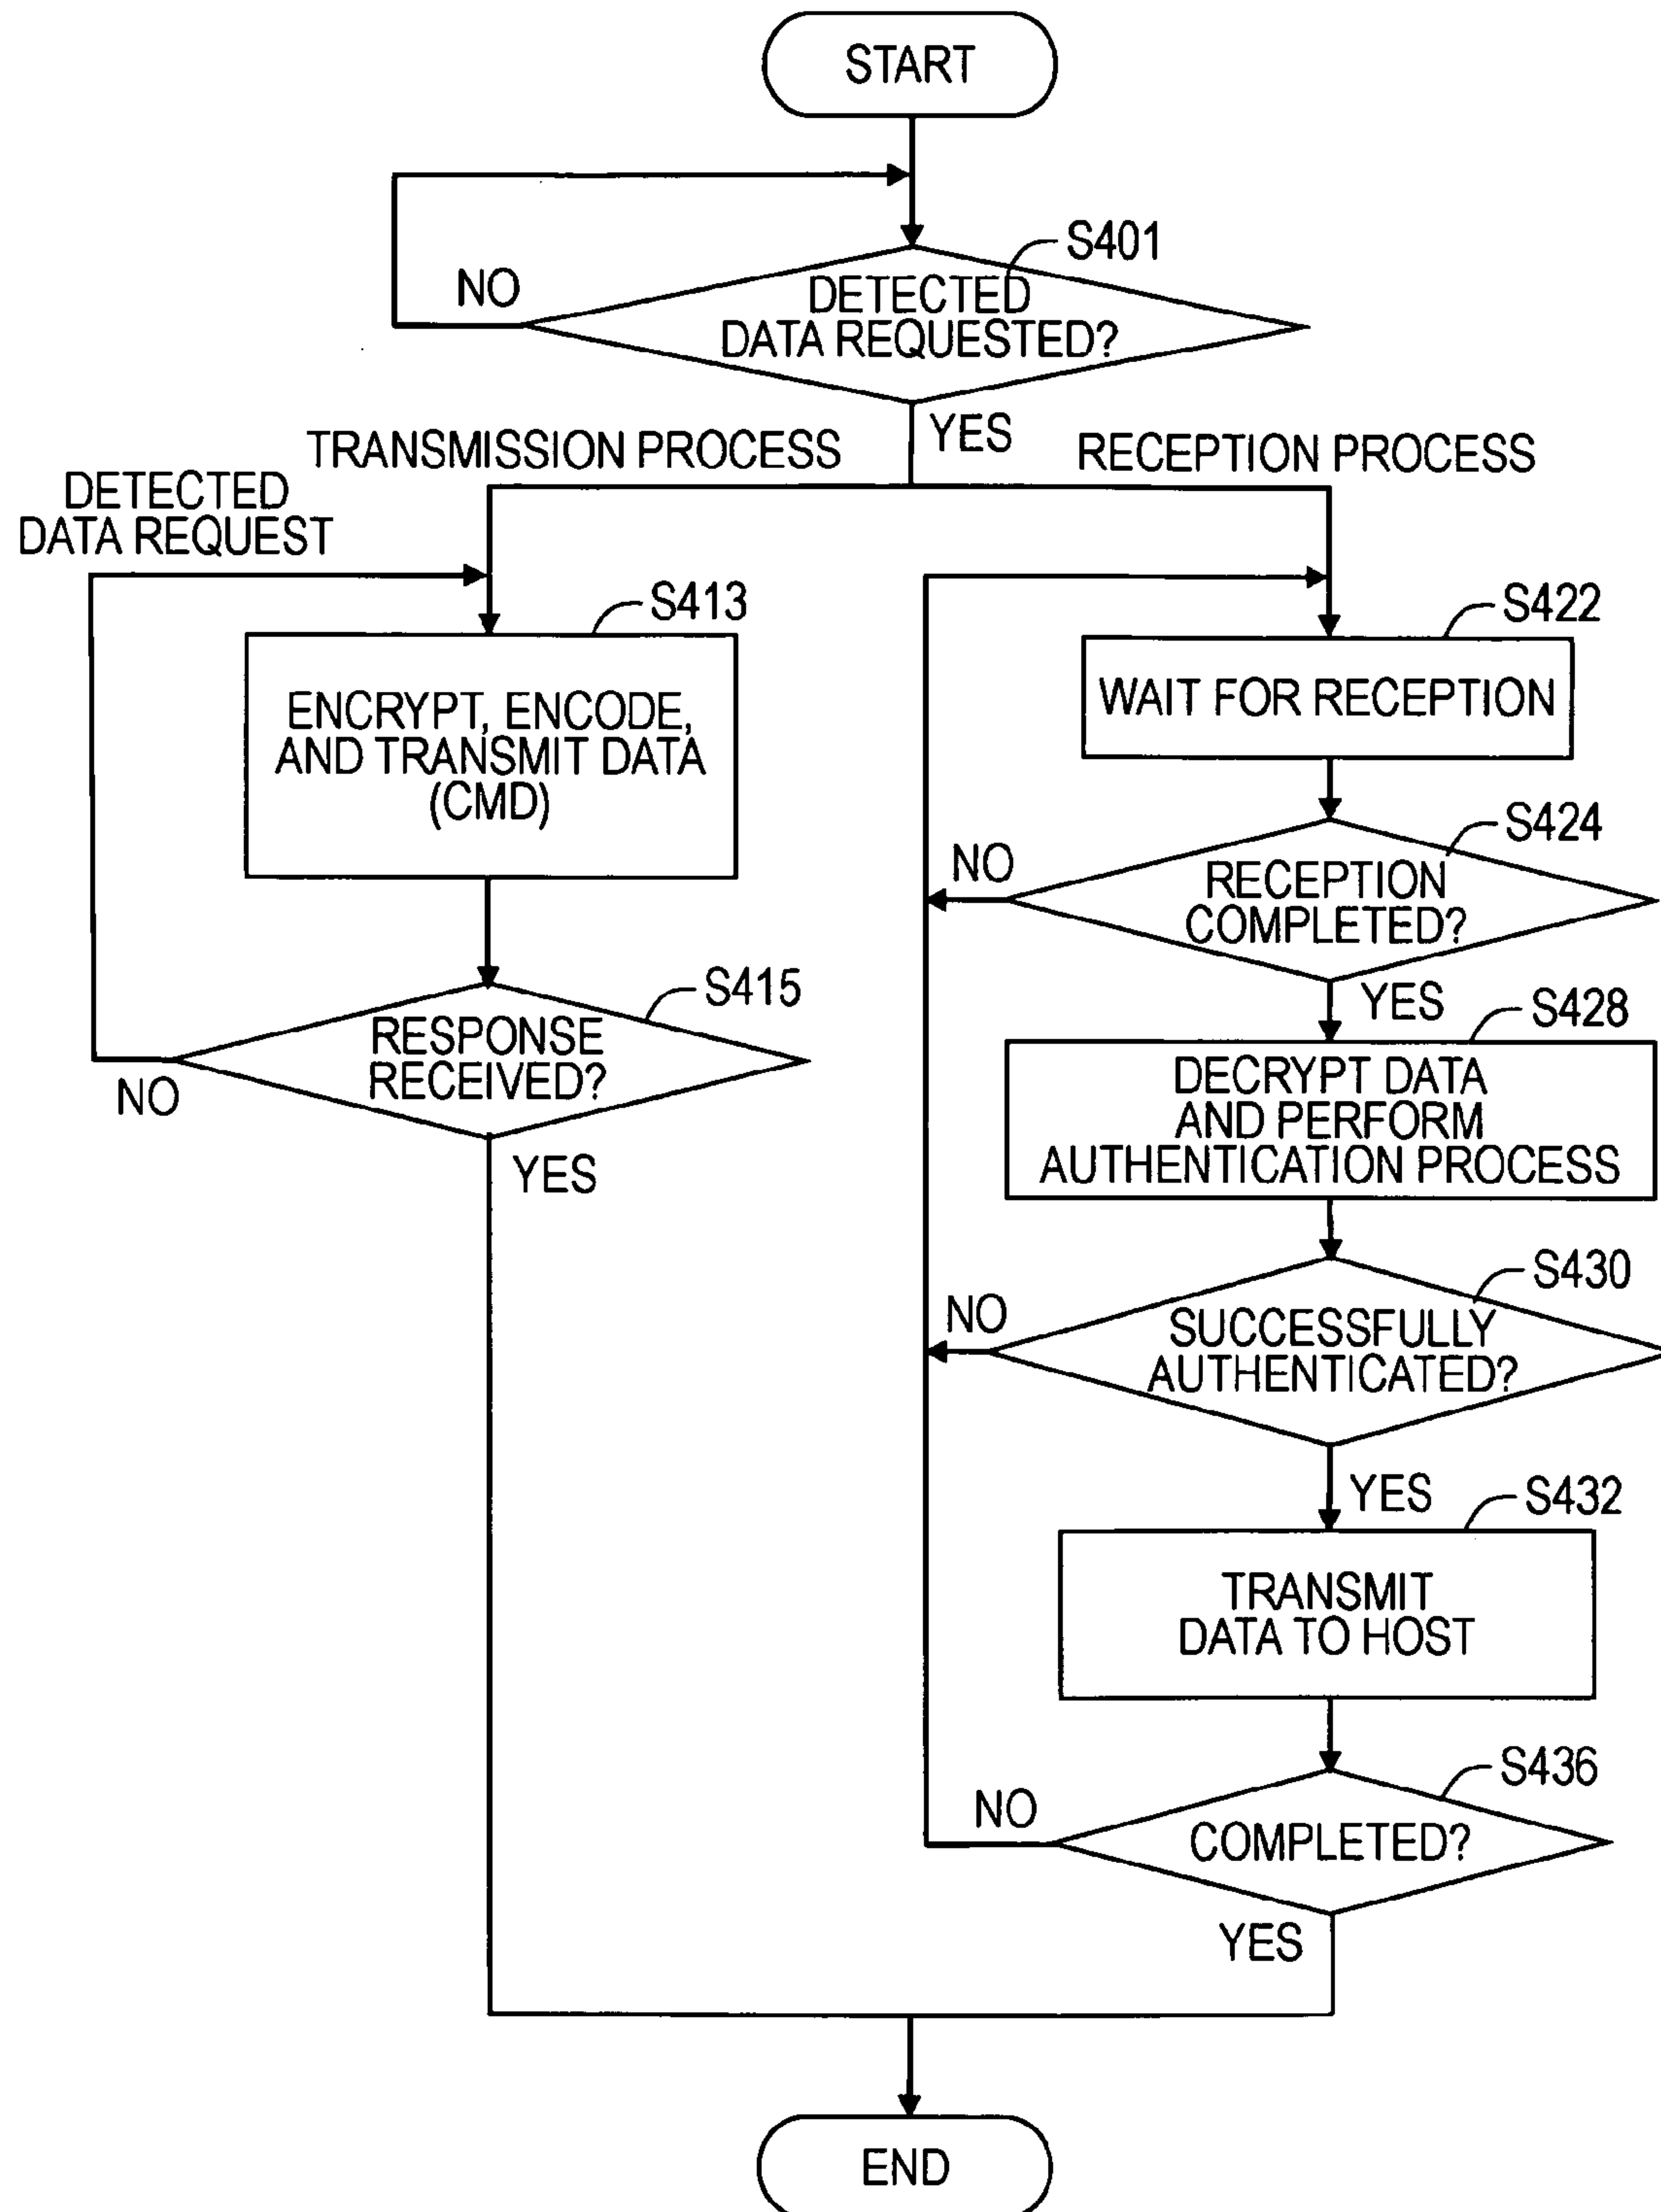 START
S401
NO
DETECTED
DATA REQUESTED?
YES
TRANSMISSION PROCESS
RECEPTION PROCESS
DETECTED
DATA REQUEST
S413
ENCRYPT, ENCODE,
AND TRANSMIT DATA
(CMD)
S415
RESPONSE
RECEIVED?
NO
YES
S422
WAIT FOR RECEPTION
S424
NO
RECEPTION
COMPLETED?
YES
S428
DECRYPT DATA
AND PERFORM
AUTHENTICATION PROCESS
S430
NO
SUCCESSFULLY
AUTHENTICATED?
YES
S432
TRANSMIT
DATA TO HOST
S436
NO
COMPLETED?
YES
END